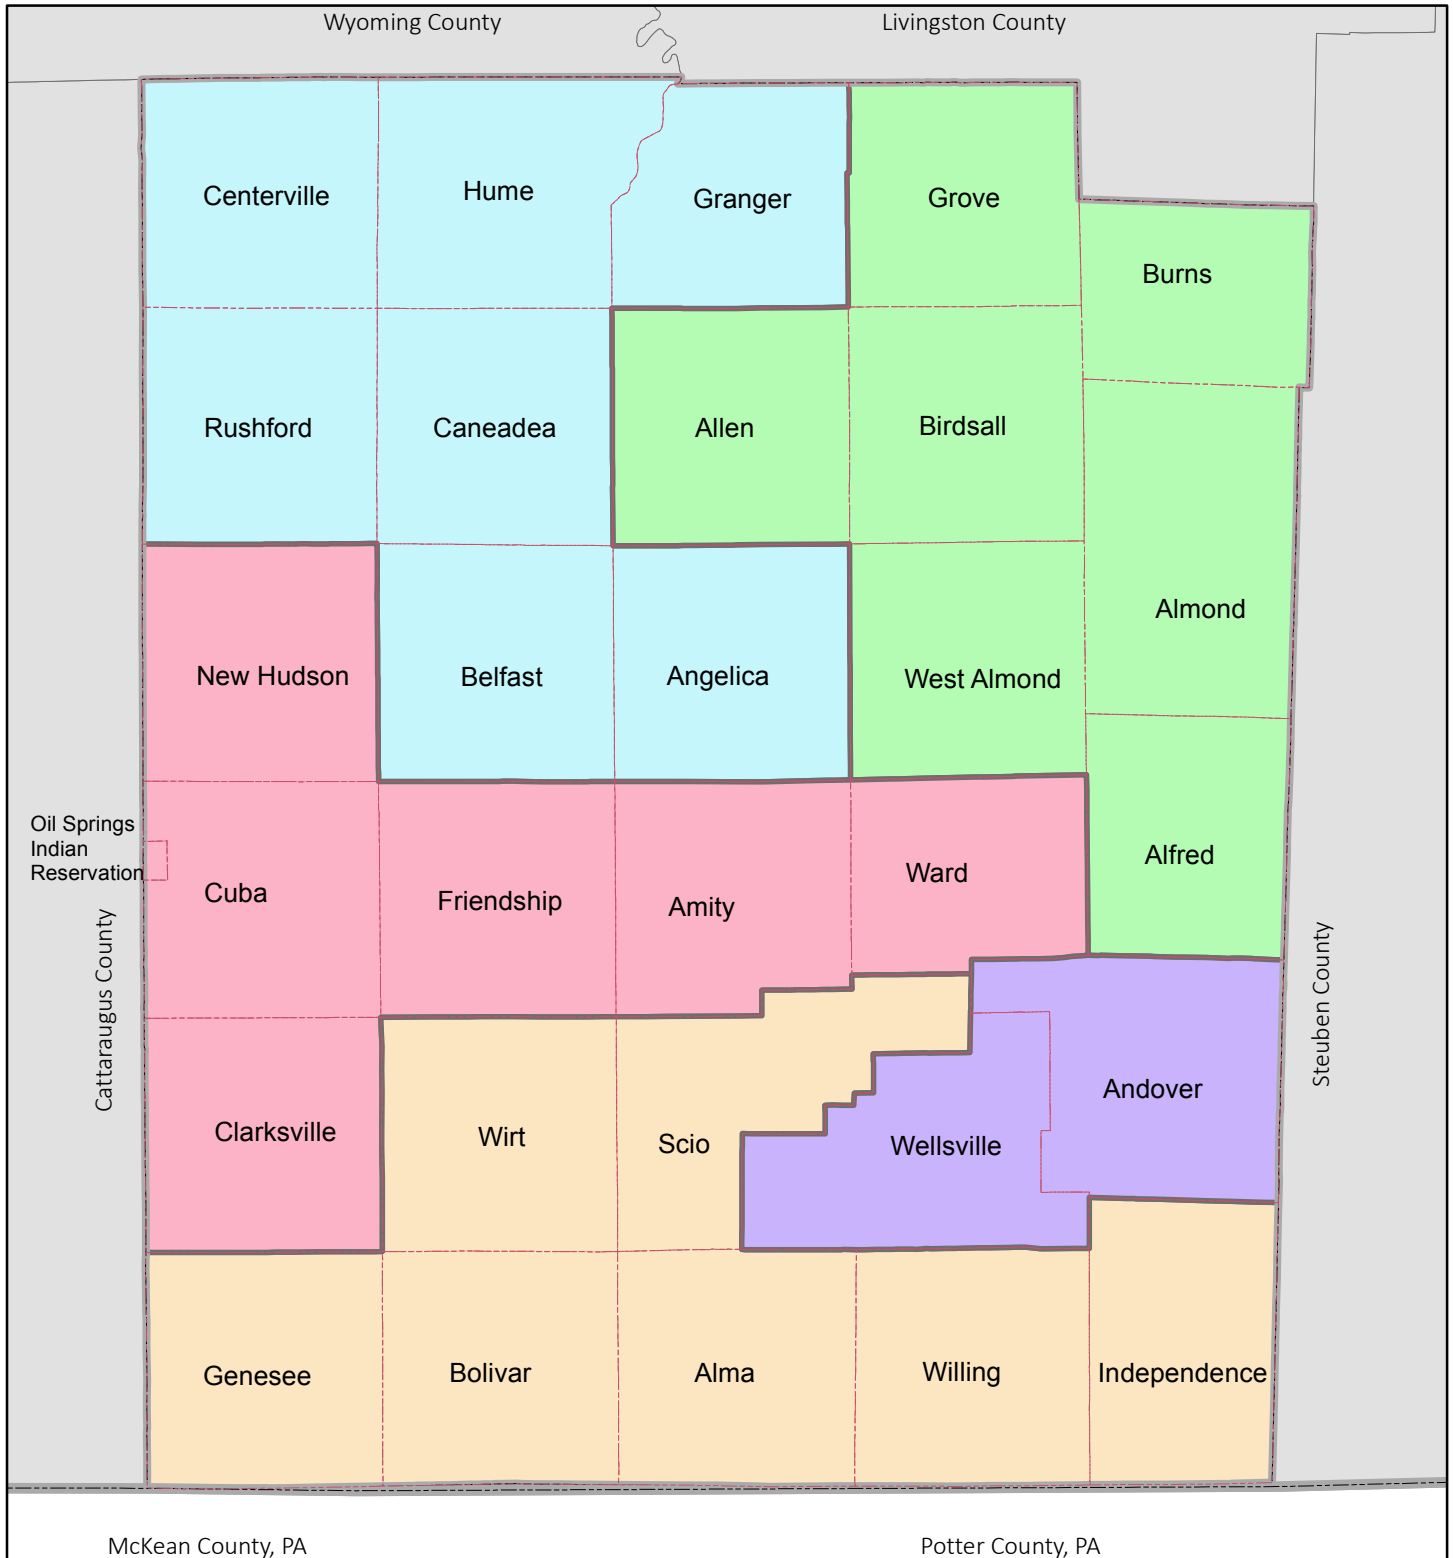 Wyoming County
Livingston County
Centerville
Hume
Granger
Grove
Burns
Rushford
Caneadea
Allen
Birdsall
Almond
New Hudson
Belfast
Angelica
West Almond
Oil Springs
Indian
Reservation
Cuba
Friendship
Amity
Ward
Alfred
Cattaraugus County
Steuben County
Clarksville
Wirt
Scio
Wellsville
Andover
Genesee
Bolivar
Alma
Willing
Independence
McKean County, PA
Potter County, PA